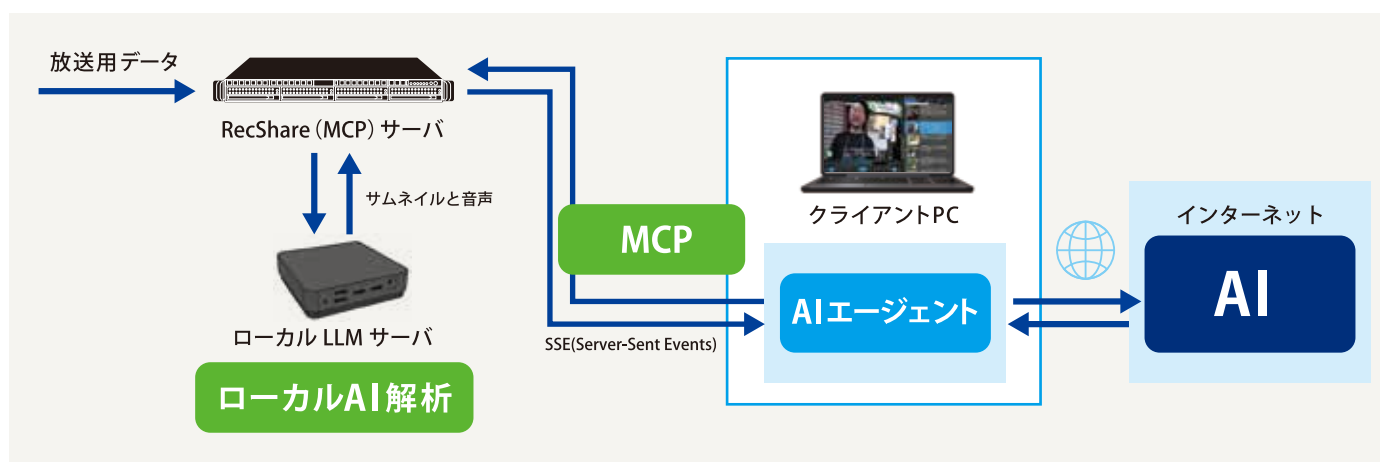 放送用データ
RecShare（MCP）サーバ
サムネイルと音声
ローカル LLM サーバ
ローカルAI解析
MCP
SSE(Server-Sent Events)
クライアントPC
AIエージェント
インターネット
AI